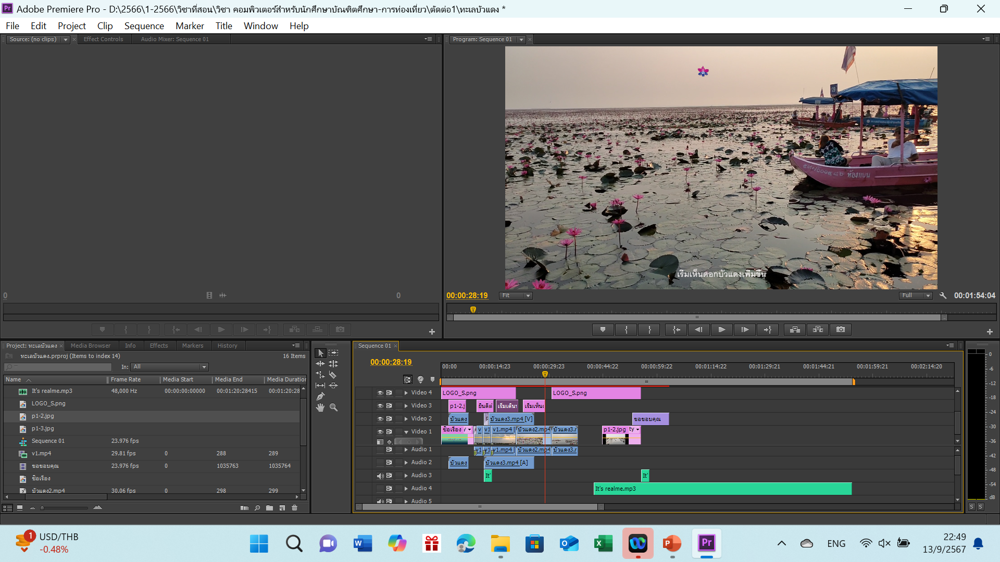 Adobe Premiere Pro - D:\2566\1-2566\วิชาที่สอน\วิชา คอมพิวเตอร์สำหรับนักศึกษาบัณฑิตศึกษา-การท่องเที่ยว\ตัดต่อ1\ทะเลบัวแดง *
File Edit Project Clip Sequence Marker Title Window Help
Source: (no clips) Effect Controls Audio Mixer: Sequence 01
Program: Sequence 01
29
ท้องแบน
เริ่มเห็นดอกบัวแดงเพิ่มขึ้น
0 0
00:00:28:19 Fit Full 00:01:54:04
Project: ทะเลบัวแดง Media Browser Info Effects Markers History
ทะเลบัวแดง.prproj (Items to index 14) 16 Items
In: All
Name Frame Rate Media Start Media End Media Duration
It's realme.mp3 48,000 Hz 00:00:00:00000 00:01:20:28415 00:01:20:28
LOGO_S.png
p1-2.jpg
p1-3.jpg
Sequence 01 23.976 fps
v1.mp4 29.81 fps 0 288 289
ขอขอบคุณ 23.976 fps 0 1035763 1035764
ชื่อเรื่อง
บัวแดง2.mp4 30.06 fps 0 298 299
Sequence 01
00:00:28:19
00:00 00:00:14:23 00:00:29:23 00:00:44:22 00:00:59:22 00:01:14:22 00:01:29:21 00:01:44:21 00:01:59:21 00:02:14:20
Video 4 LOGO_S.png LOGO_S.png
Video 3 p1-2.j ยินดีต่ เริ่มเดิน เริ่มเห็น
Video 2 บัวแดง บัวแดง3.mp4 [V] ขอขอบคุณ
Video 1 ชื่อเรื่อง v v1 v1.mp4 บัวแดง2.mp4 บัวแดง3.r p1-2.jpg ty
Audio 1 v1 v1 v1.mp4 บัวแดง2.mp4 บัวแดง3.r
Audio 2 บัวแดง บัวแดง3.mp4 [A]
Audio 3 It' It'
Audio 4 It's realme.mp3
Audio 5
0
-6
-12
-18
-24
-30
-36
-42
-48
-54
dB
S S
1 USD/THB
-0.48%
ENG
22:49
13/9/2567